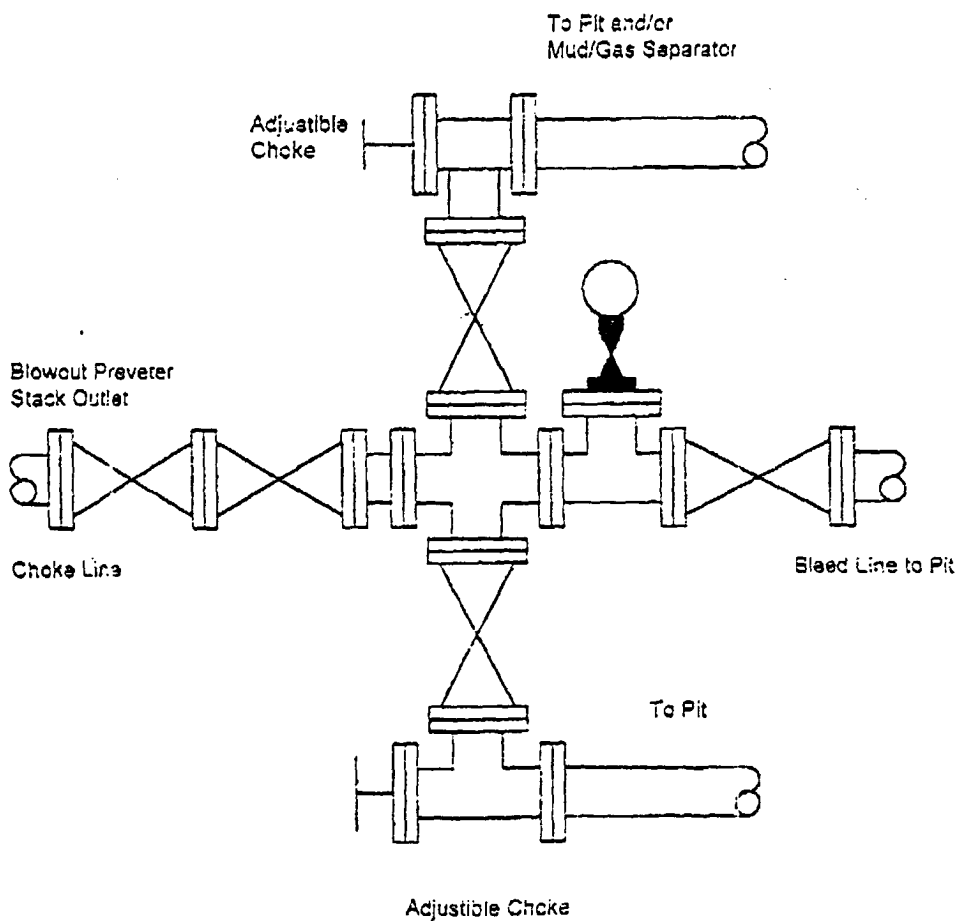 To Pit and/or
Mud/Gas Separator
Adjustible
Choke
Blowout Preveter
Stack Outlet
Choke Line
Bleed Line to Pit
To Pit
Adjustible Choke